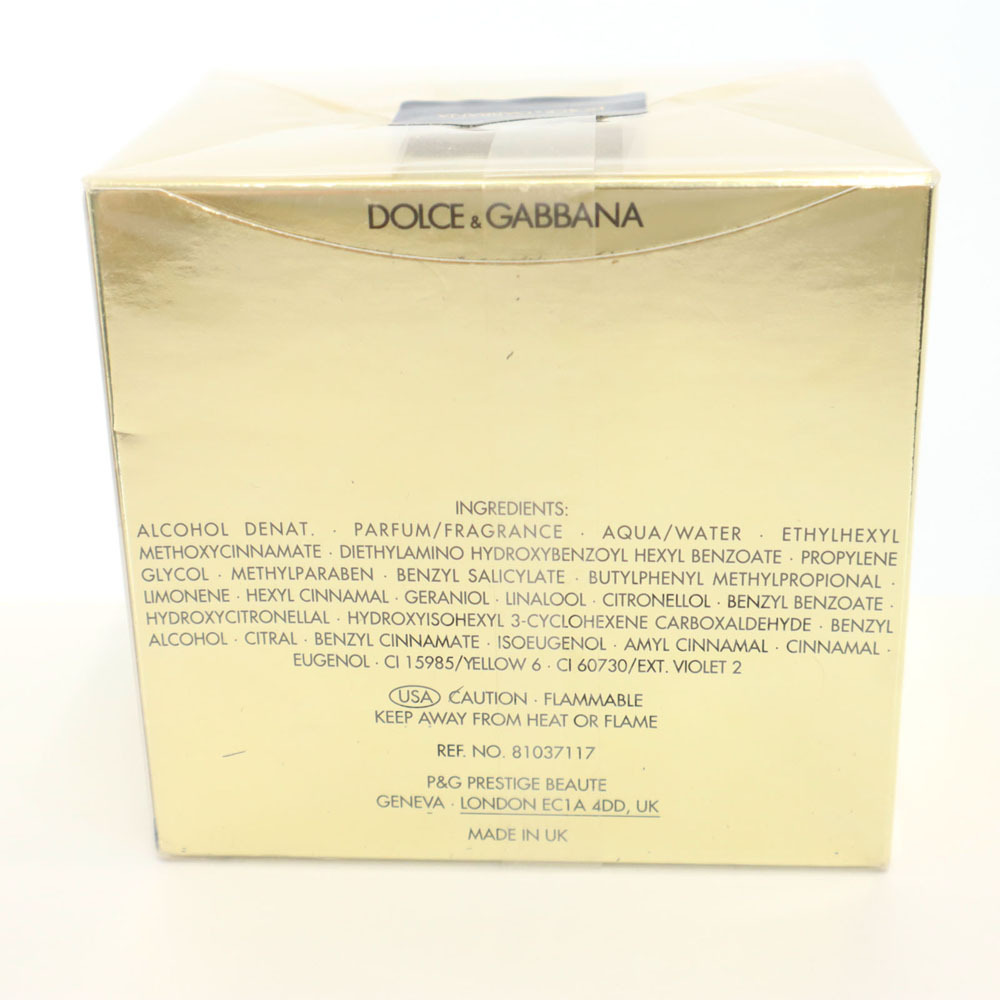 DOLCE & GABBANA
INGREDIENTS:
ALCOHOL DENAT. · PARFUM/FRAGRANCE · AQUA/WATER · ETHYLHEXYL
METHOXYCINNAMATE · DIETHYLAMINO HYDROXYBENZOYL HEXYL BENZOATE · PROPYLENE
GLYCOL · METHYLPARABEN · BENZYL SALICYLATE · BUTYLPHENYL METHYLPROPIONAL ·
LIMONENE · HEXYL CINNAMAL · GERANIOL · LINALOOL · CITRONELLOL · BENZYL BENZOATE ·
HYDROXYCITRONELLAL · HYDROXYISOHEXYL 3-CYCLOHEXENE CARBOXALDEHYDE · BENZYL
ALCOHOL · CITRAL · BENZYL CINNAMATE · ISOEUGENOL · AMYL CINNAMAL · CINNAMAL ·
EUGENOL · CI 15985/YELLOW 6 · CI 60730/EXT. VIOLET 2
USA CAUTION · FLAMMABLE
KEEP AWAY FROM HEAT OR FLAME
REF. NO. 81037117
P&G PRESTIGE BEAUTE
GENEVA · LONDON EC1A 4DD, UK
MADE IN UK